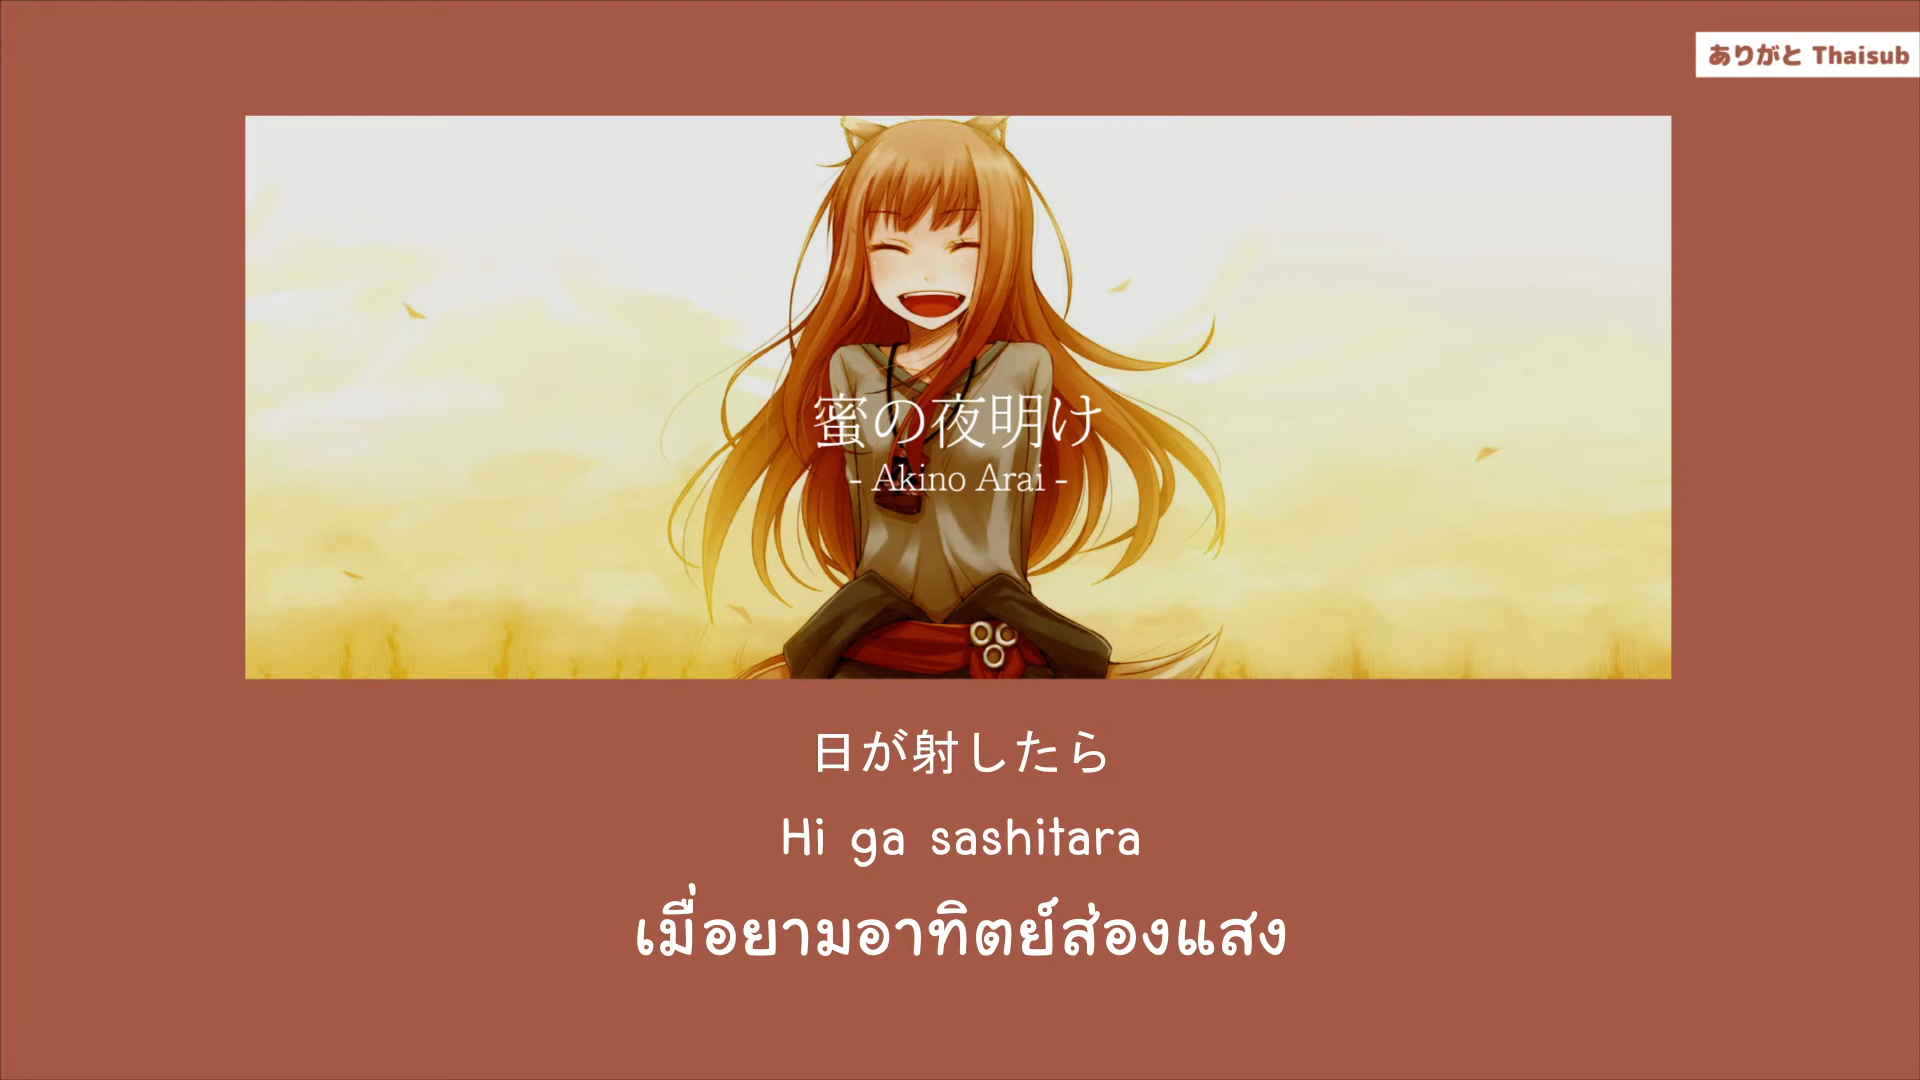 ありがと Thaisub
蜜の夜明け
- Akino Arai -
日が射したら
Hi ga sashitara
เมื่อยามอาทิตย์ส่องแสง